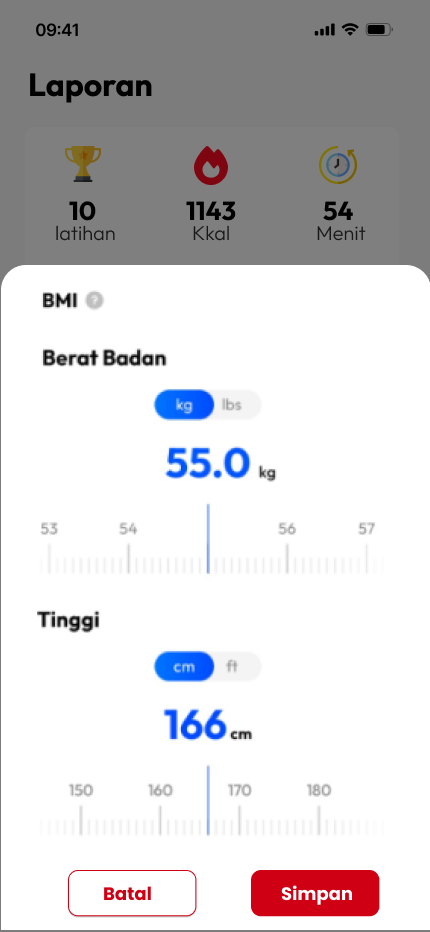 09:41
Laporan
10 1143 54
latihan Kkal Menit
BMI ?
Berat Badan
kg lbs
55.0 kg
53 54 56 57
Tinggi
cm ft
166 cm
150 160 170 180
Batal Simpan